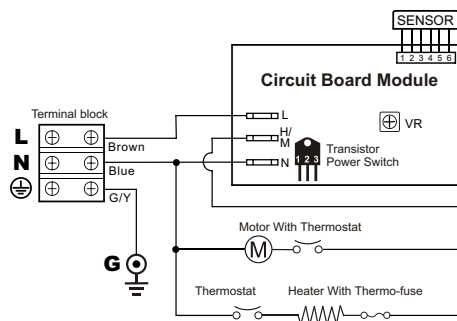 SENSOR
1 2 3 4 5 6
Circuit Board Module
Terminal block
L
VR
L
Brown
H/
M
1 2 3
Transistor
Power Switch
N
Blue
N
G/Y
Motor With Thermostat
M
G
Thermostat
Heater With Thermo-fuse